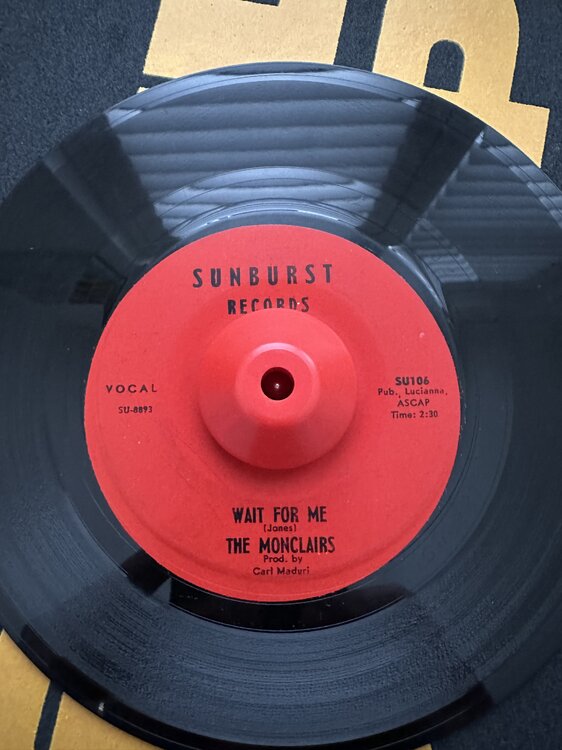 SUNBURST
RECORDS
VOCAL
SU-8893
SU106
Pub. Lucianna,
ASCAP
Time: 2:30
WAIT FOR ME
(Jones)
THE MONCLAIRS
Prod. by
Carl Maduri